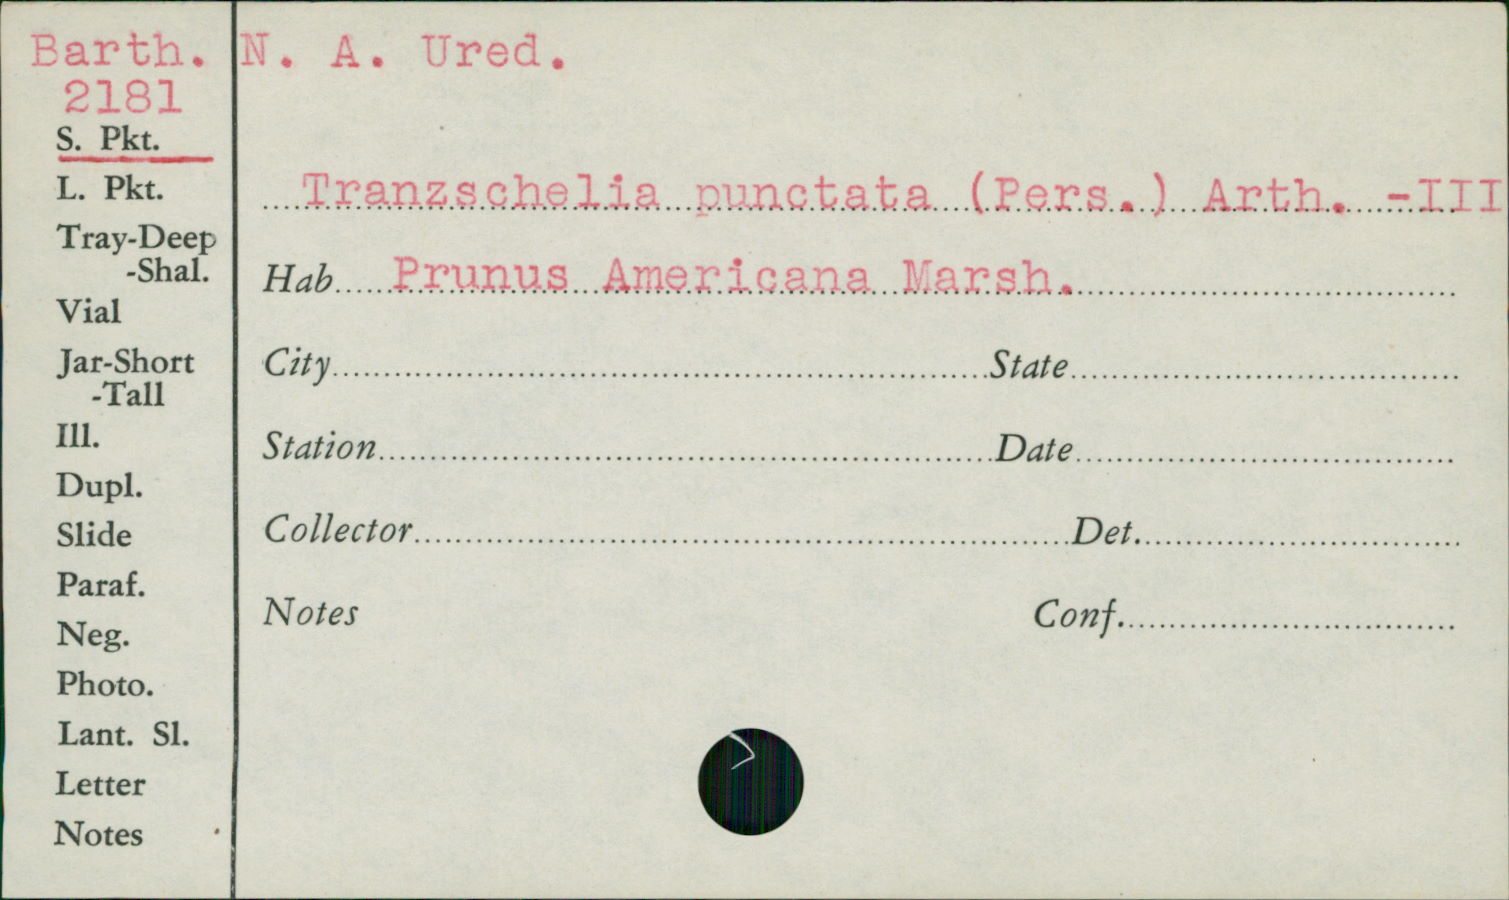 Barth. N. A. Ured.
2181
S. Pkt.
L. Pkt.
Tray-Deep
-Shal.
Vial
Jar-Short
-Tall
Ill.
Dupl.
Slide
Paraf.
Neg.
Photo.
Lant. Sl.
Letter
Notes
Tranzschelia punctata (Pers.) Arth. -III
Hab Prunus Americana Marsh.
City State
Station Date
Collector Det.
Notes Conf.